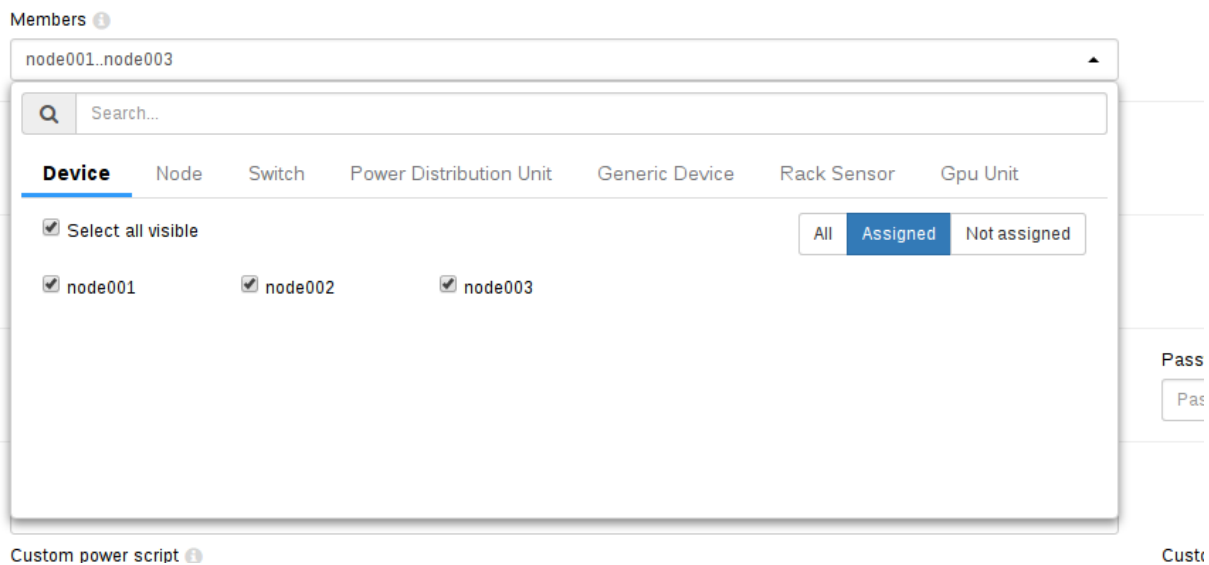 Members
node001..node003
Search...
Device Node Switch Power Distribution Unit Generic Device Rack Sensor Gpu Unit
Select all visible
All Assigned Not assigned
node001 node002 node003
Pass
Pas
Custom power script
Custo